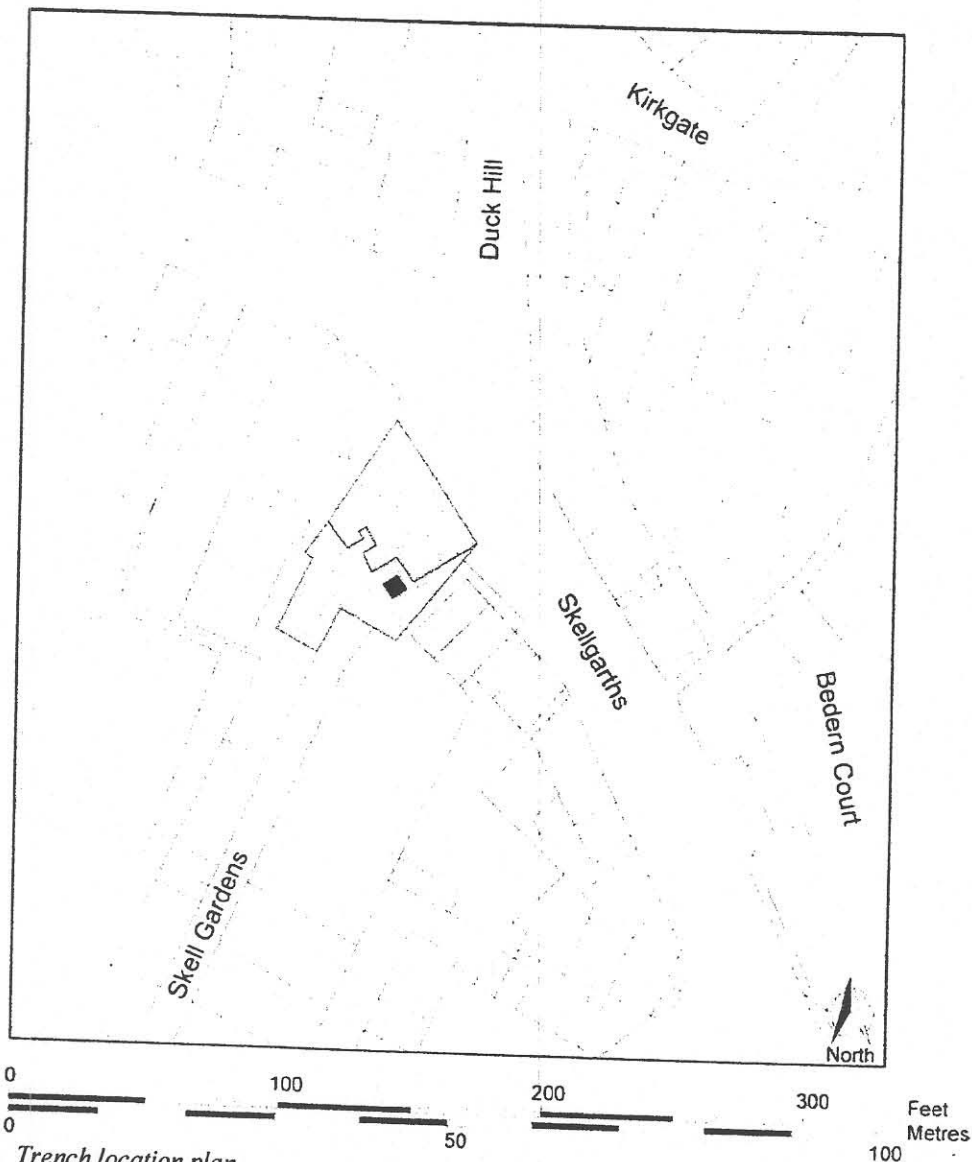 Kirkgate
Duck Hill
Skellgarths
Bedern Court
Skell Gardens
North
0 100 200 300 Feet
0 50 100 Metres
Trench location plan